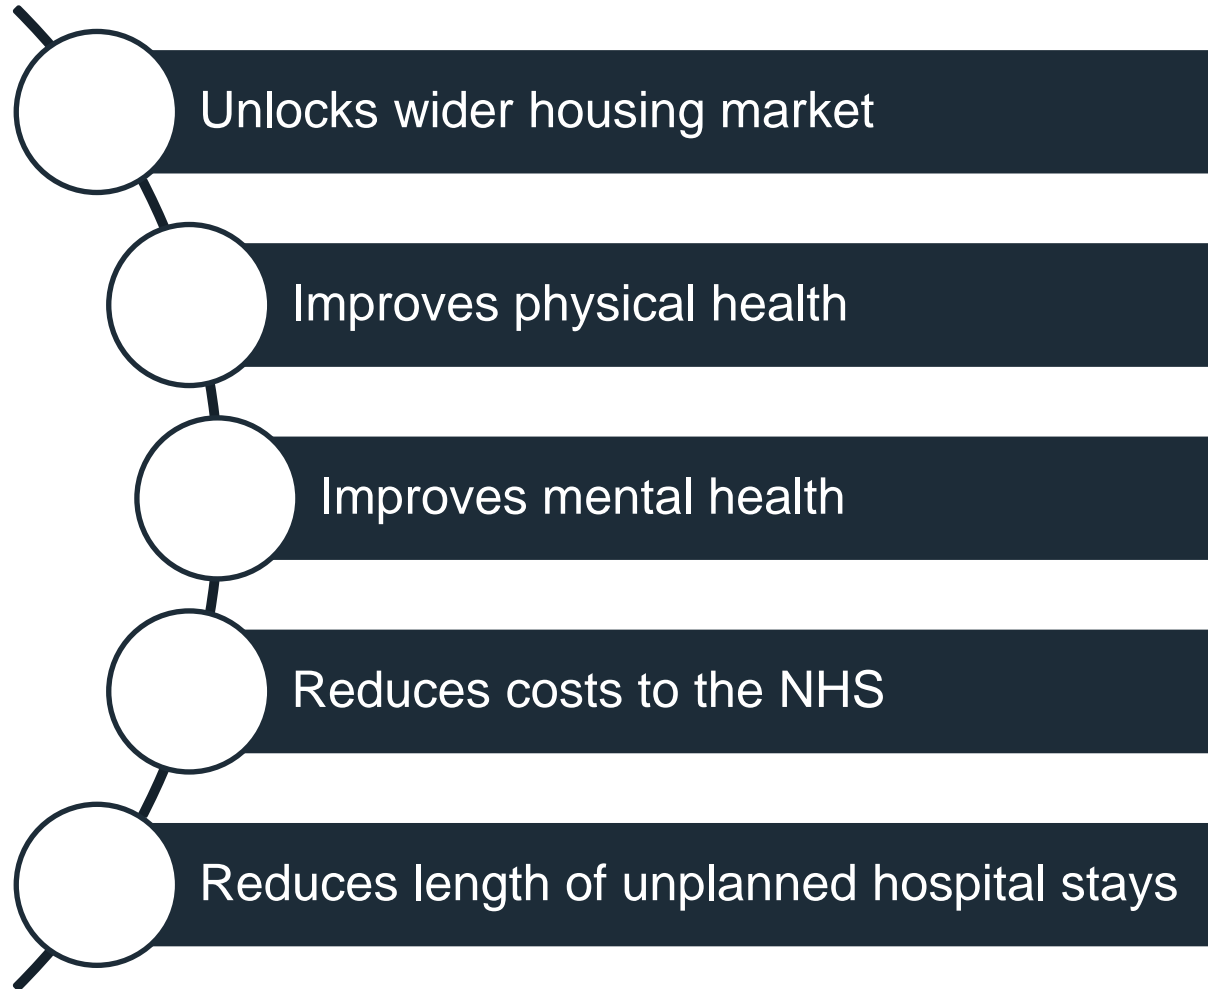 Unlocks wider housing market
Improves physical health
Improves mental health
Reduces costs to the NHS
Reduces length of unplanned hospital stays